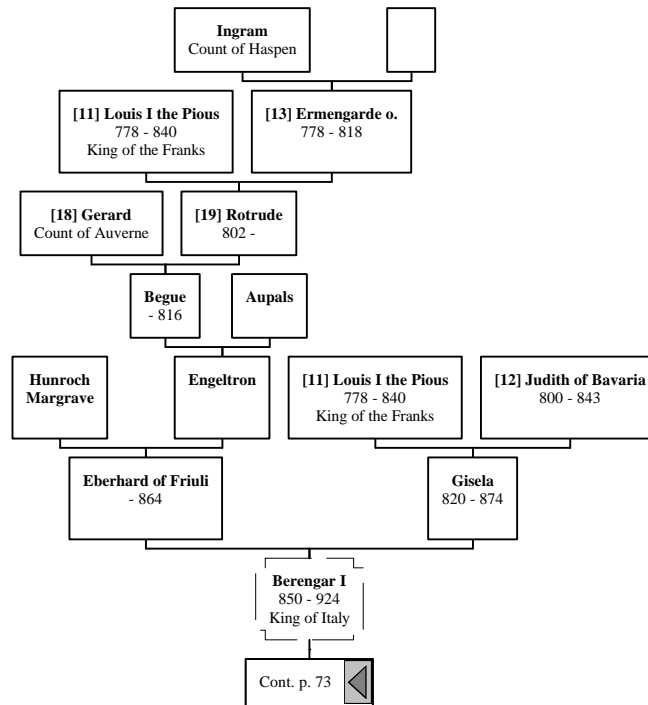 Ingram
Count of Haspen
[11] Louis I the Pious
778 - 840
King of the Franks
[13] Ermengarde o.
778 - 818
[18] Gerard
Count of Auverne
[19] Rotrude
802 -
Begue
- 816
Aupals
Hunroch
Margrave
Engeltron
[11] Louis I the Pious
778 - 840
King of the Franks
[12] Judith of Bavaria
800 - 843
Eberhard of Friuli
- 864
Gisela
820 - 874
Berengar I
850 - 924
King of Italy
Cont. p. 73